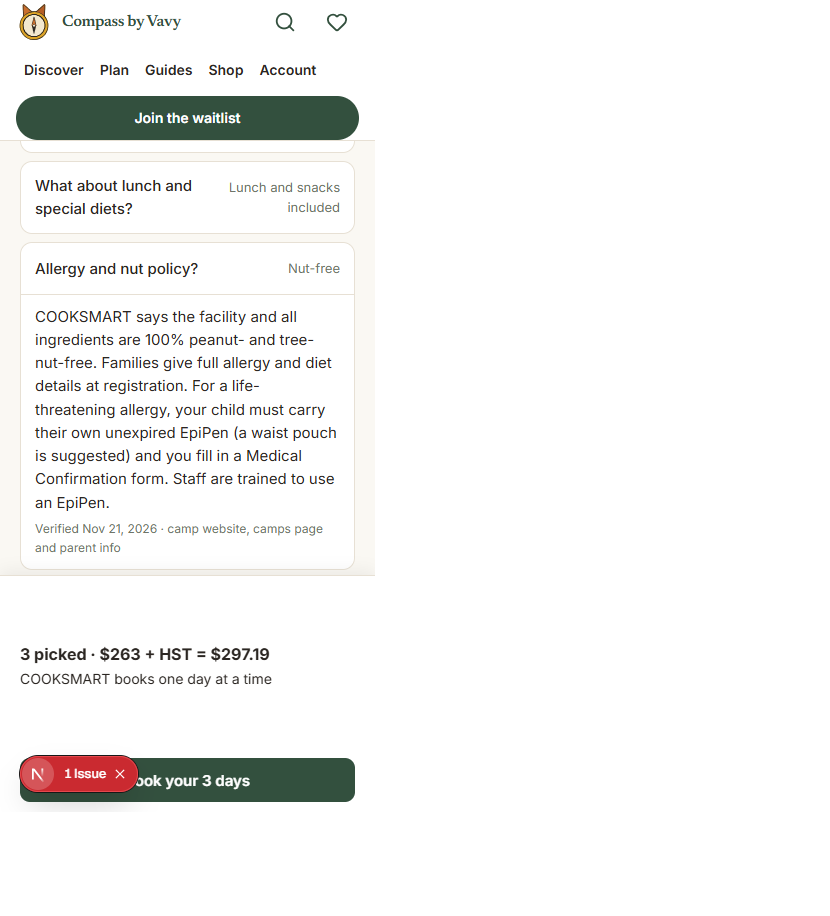 Compass by Vavy
Discover Plan Guides Shop Account
Join the waitlist
What about lunch and special diets?
Lunch and snacks included
Allergy and nut policy?
Nut-free
COOKSMART says the facility and all
ingredients are 100% peanut- and tree-
nut-free. Families give full allergy and diet
details at registration. For a life-
threatening allergy, your child must carry
their own unexpired EpiPen (a waist pouch
is suggested) and you fill in a Medical
Confirmation form. Staff are trained to use
an EpiPen.
Verified Nov 21, 2026 · camp website, camps page
and parent info
3 picked · $263 + HST = $297.19
COOKSMART books one day at a time
N 1 Issue
your 3 days